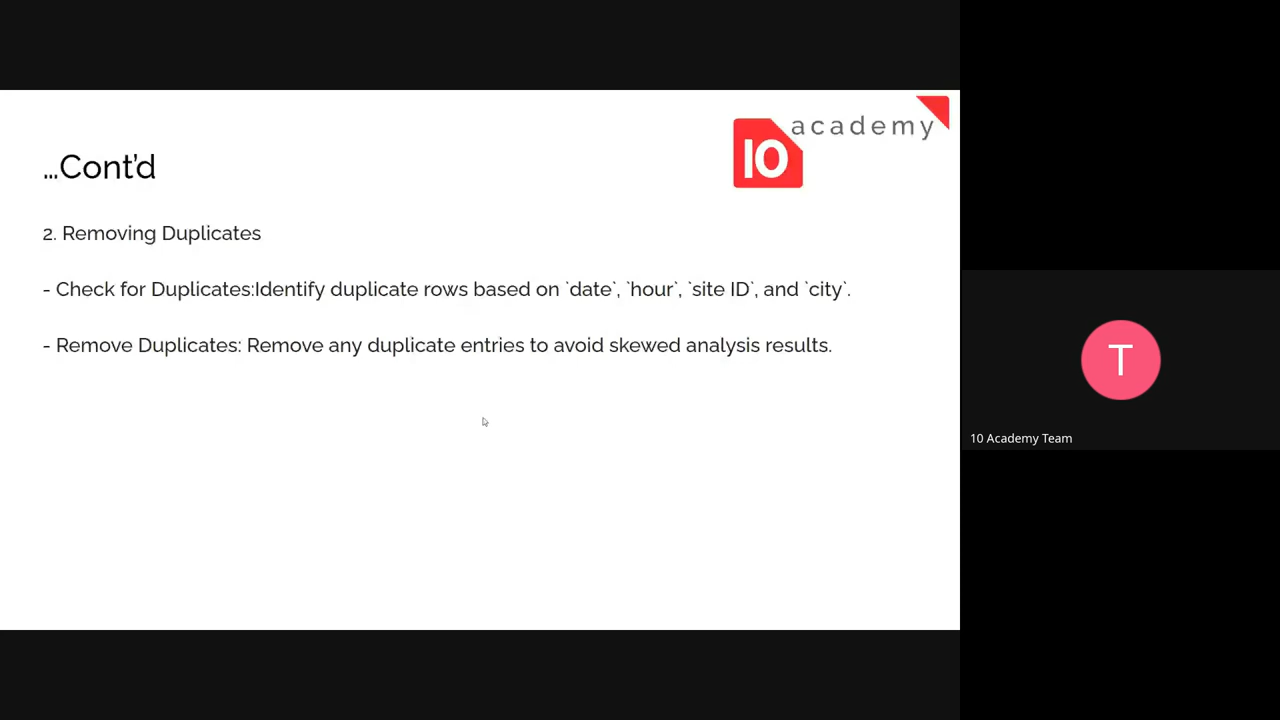 academy
10
...Cont'd
2. Removing Duplicates
- Check for Duplicates:Identify duplicate rows based on `date`, `hour`, `site ID`, and `city`.
- Remove Duplicates: Remove any duplicate entries to avoid skewed analysis results.
T
10 Academy Team